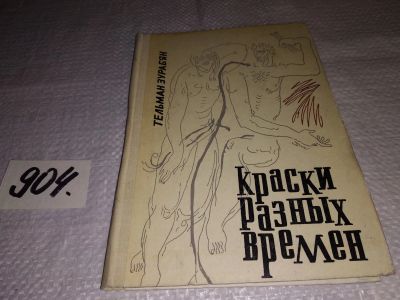 904.
ТЕЛЬМАН ЗУРАБЯН
краски
разных
времен